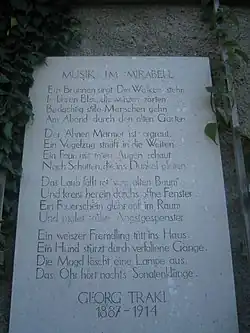 MUSIK IM MIRABELL
Ein Brunnen singt. Die Wolken stehn
Im klaren Blau, die weiszen, zarten.
Bedächtig stille Menschen gehn
Am Abend durch den alten Garten.
Der Ahnen Marmor ist ergraut.
Ein Vogelzug streift in die Weiten.
Ein Faun mit toten Augen schaut
Nach Schatten, die ins Dunkel gleiten.
Das Laub fällt rot vom alten Baum
Und kreist herein durchs offne Fenster.
Ein Feuerschein glüht auf im Raum
Und malet trübe Angstgespenster.
Ein weiszer Fremdling tritt ins Haus.
Ein Hund stürzt durch verfallene Gänge.
Die Magd löscht eine Lampe aus.
Das Ohr hört nachts Sonatenklänge.
GEORG TRAKL
1887-1914